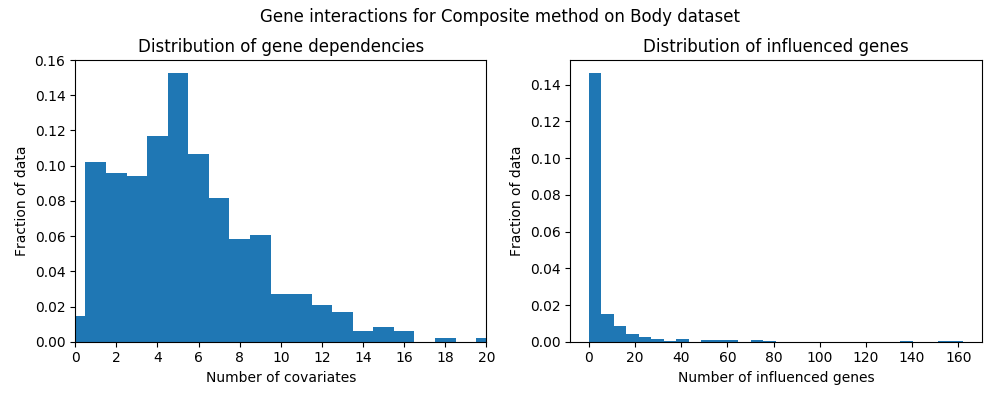 Gene interactions for Composite method on Body dataset
Distribution of gene dependencies
Fraction of data
0.16
0.14
0.12
0.10
0.08
0.06
0.04
0.02
0.00
0 2 4 6 8 10 12 14 16 18 20
Number of covariates
Distribution of influenced genes
Fraction of data
0.14
0.12
0.10
0.08
0.06
0.04
0.02
0.00
0 20 40 60 80 100 120 140 160
Number of influenced genes